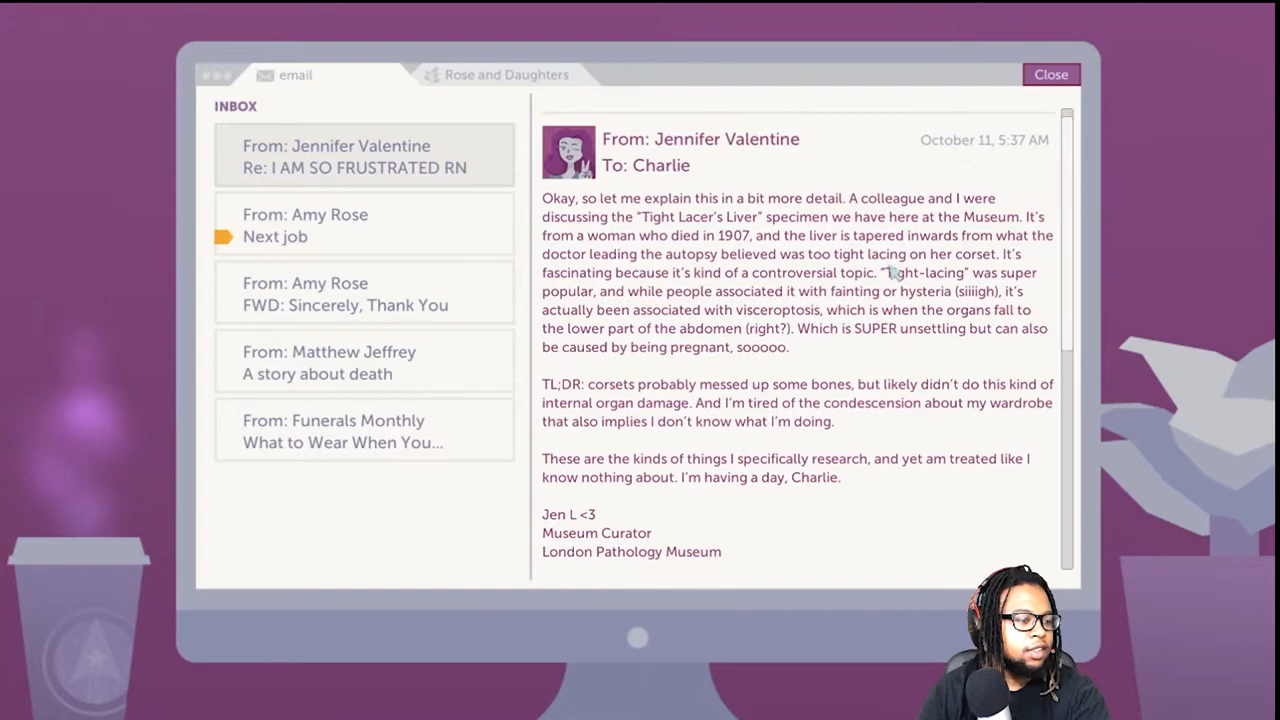 email
Rose and Daughters
Close
INBOX
From: Jennifer Valentine
Re: I AM SO FRUSTRATED RN
From: Amy Rose
Next job
From: Amy Rose
FWD: Sincerely, Thank You
From: Matthew Jeffrey
A story about death
From: Funerals Monthly
What to Wear When You...
From: Jennifer Valentine
October 11, 5:37 AM
To: Charlie
Okay, so let me explain this in a bit more detail. A colleague and I were
discussing the “Tight Lacer’s Liver” specimen we have here at the Museum. It’s
from a woman who died in 1907, and the liver is tapered inwards from what the
doctor leading the autopsy believed was too tight lacing on her corset. It’s
fascinating because it’s kind of a controversial topic. “Tight-lacing” was super
popular, and while people associated it with fainting or hysteria (siiiigh), it’s
actually been associated with visceroptosis, which is when the organs fall to
the lower part of the abdomen (right?). Which is SUPER unsettling but can also
be caused by being pregnant, sooooo.
TL;DR: corsets probably messed up some bones, but likely didn’t do this kind of
internal organ damage. And I’m tired of the condescension about my wardrobe
that also implies I don’t know what I’m doing.
These are the kinds of things I specifically research, and yet am treated like I
know nothing about. I’m having a day, Charlie.
Jen L <3
Museum Curator
London Pathology Museum